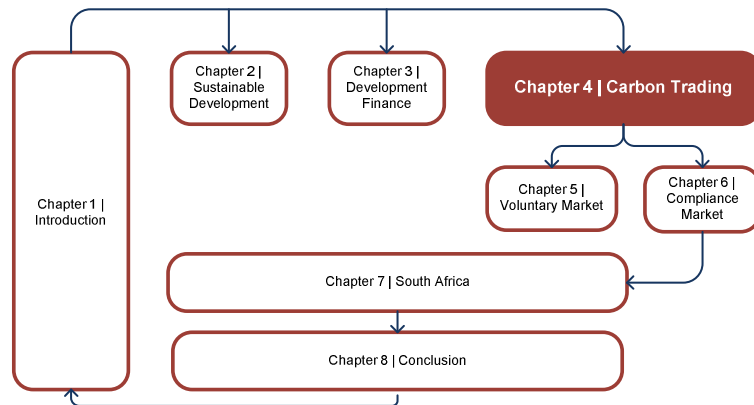 Chapter 2 |
Sustainable
Development
Chapter 3 |
Development
Finance
Chapter 4 | Carbon Trading
Chapter 1 |
Introduction
Chapter 5 |
Voluntary Market
Chapter 6 |
Compliance
Market
Chapter 7 | South Africa
Chapter 8 | Conclusion